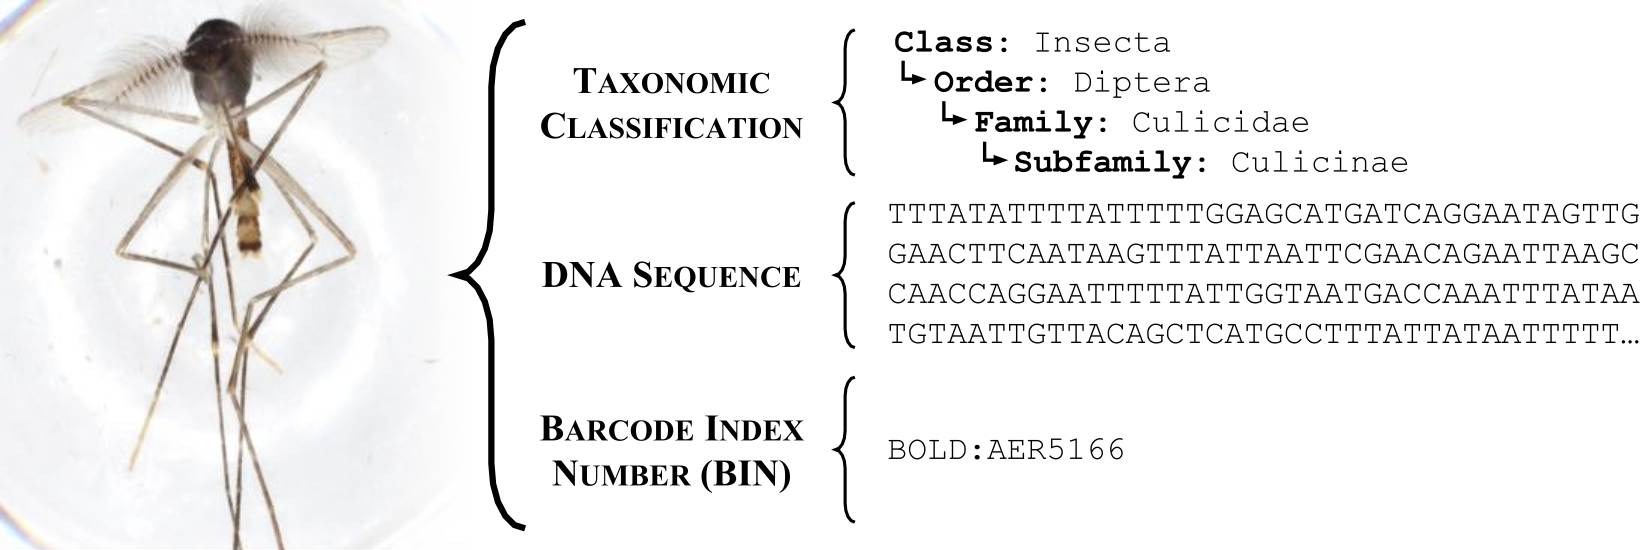 TAXONOMIC
CLASSIFICATION
Class: Insecta
Order: Diptera
Family: Culicidae
Subfamily: Culicinae
DNA SEQUENCE
TTTATATTTTATTTTTGGAGCATGATCAGGAATAGTTG
GAACTTCAATAAGTTTATTAATTCGAACAGAATTAAGC
CAACCAGGAATTTTTATTGGTAATGACCAAATTTATAA
TGTAATTGTTACAGCTCATGCCTTTATTATAATTTTT...
BARCODE INDEX
NUMBER (BIN)
BOLD:AER5166